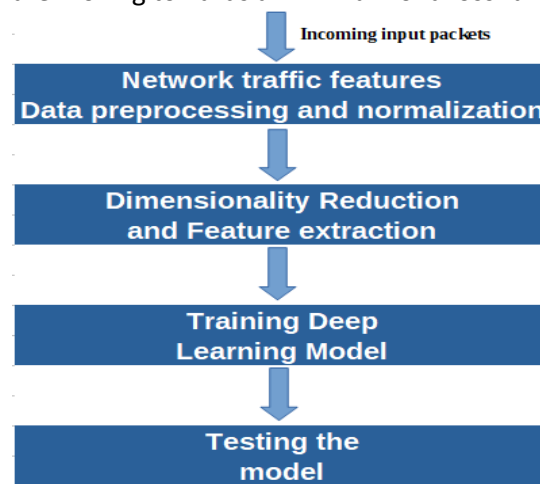 Incoming input packets
Network traffic features
Data preprocessing and normalization
Dimensionality Reduction
and Feature extraction
Training Deep
Learning Model
Testing the
model